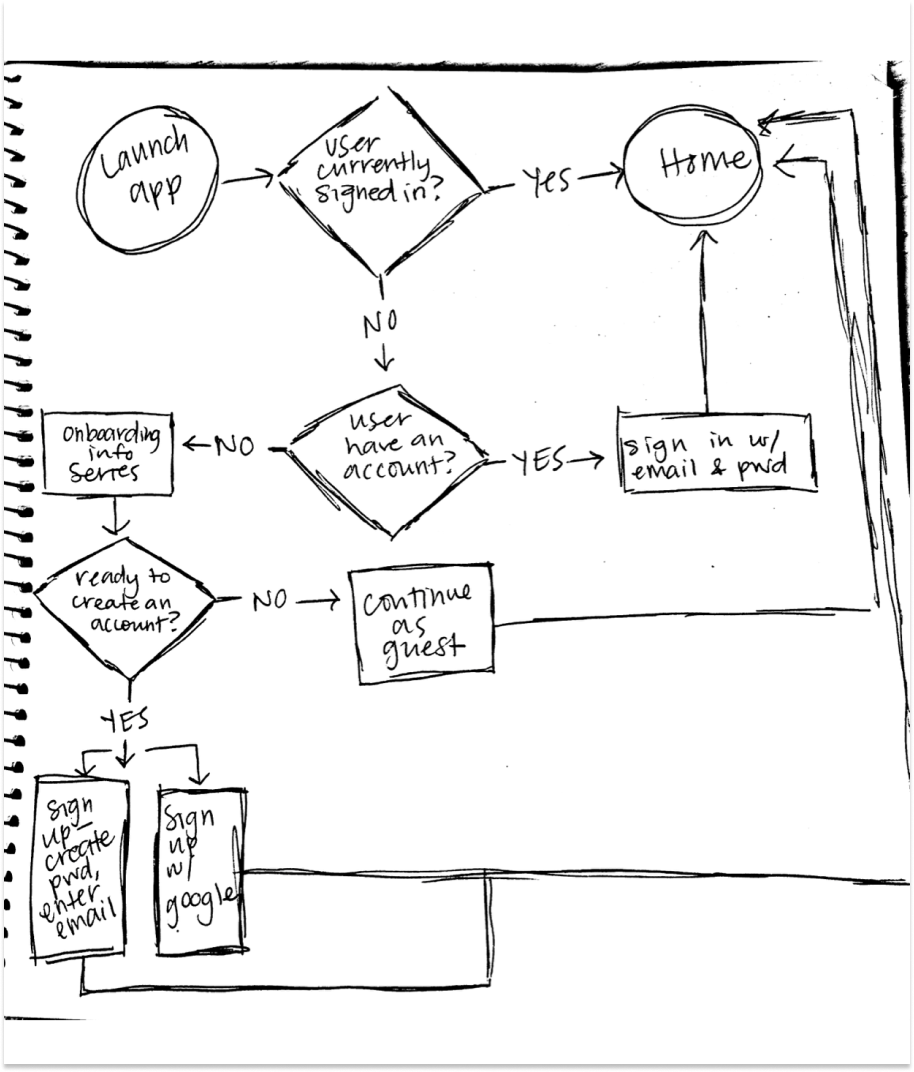 Launch
app
user
currently
signed in?
YES
Home
NO
onboarding
info
series
NO
user
have an
account?
YES
sign in w/
email & pwd
ready to
create an
account?
NO
continue
as
guest
YES
sign
up–
create
pwd,
enter
email
sign
up
w/
google